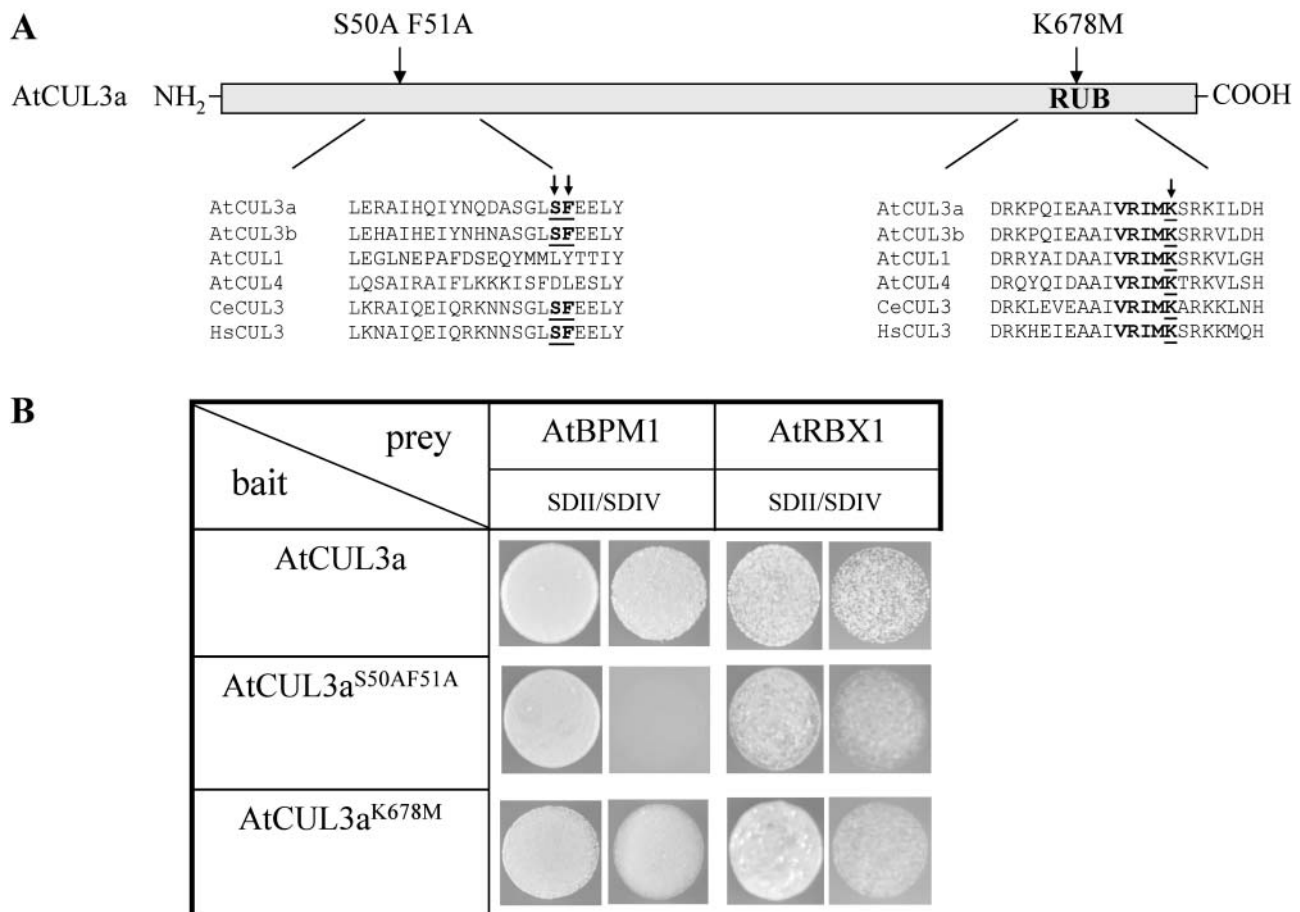 A
S50A F51A
K678M
AtCUL3a NH2 RUB COOH
AtCUL3a LERAIHQIYNQDASGLSFEELY
AtCUL3b LEHAIHEIYNHNASGLSFEELY
AtCUL1 LEGLNEPAFDSEQYMMLYTTIY
AtCUL4 LQSAIRAIFLKKKISFDLESLY
CeCUL3 LKRAIQEIQRKNNSGLSFEELY
HsCUL3 LKNAIQEIQRKNNSGLSFEELY
AtCUL3a DRKPQIEAAIVRIMKSRKILDH
AtCUL3b DRKPQIEAAIVRIMKSRRVLDH
AtCUL1 DRRYAIDAAIVRIMKSRKVLGH
AtCUL4 DRQYQIDAAIVRIMKTRKVLSH
CeCUL3 DRKLEVEAAIVRIMKARKKLNH
HsCUL3 DRKHEIEAAIVRIMKSRKKMQH
B
prey
bait
AtBPM1 AtRBX1
SDII/SDIV SDII/SDIV
AtCUL3a
AtCUL3aS50AF51A
AtCUL3aK678M